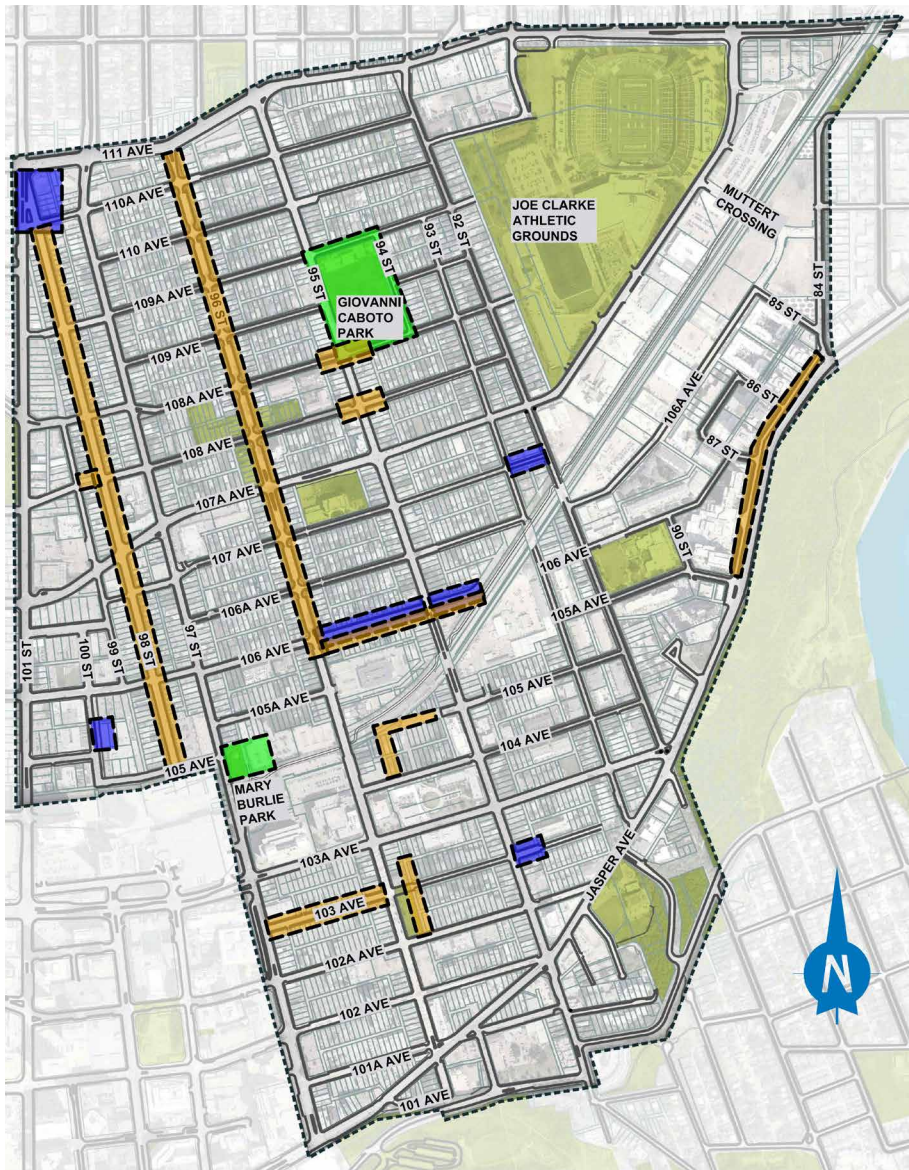 111 AVE
110A AVE
110 AVE
109A AVE
109 AVE
108A AVE
108 AVE
107A AVE
107 AVE
106A AVE
106 AVE
105A AVE
105 AVE
101 ST
100 ST
99 ST
98 ST
97 ST
96 ST
95 ST
94 ST
93 ST
92 ST
GIOVANNI
CABOTO
PARK
JOE CLARKE
ATHLETIC
GROUNDS
MUTTERT
CROSSING
84 ST
85 ST
86 ST
87 ST
106A AVE
90 ST
106 AVE
105A AVE
105 AVE
104 AVE
MARY
BURLIE
PARK
103A AVE
103 AVE
102A AVE
102 AVE
101A AVE
101 AVE
JASPER AVE
N